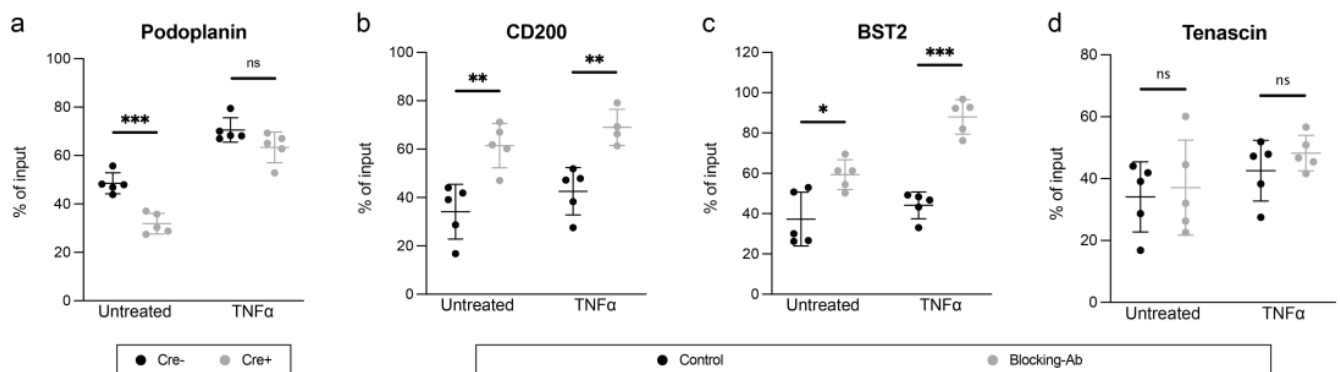 a
Podoplanin
% of input
100
80
60
40
20
0
***
ns
Untreated
TNFα
Cre-
Cre+
b
CD200
% of input
100
80
60
40
20
0
**
**
Untreated
TNFα
c
BST2
% of input
120
100
80
60
40
20
0
*
***
Untreated
TNFα
d
Tenascin
% of input
80
60
40
20
0
ns
ns
Untreated
TNFα
Control
Blocking-Ab